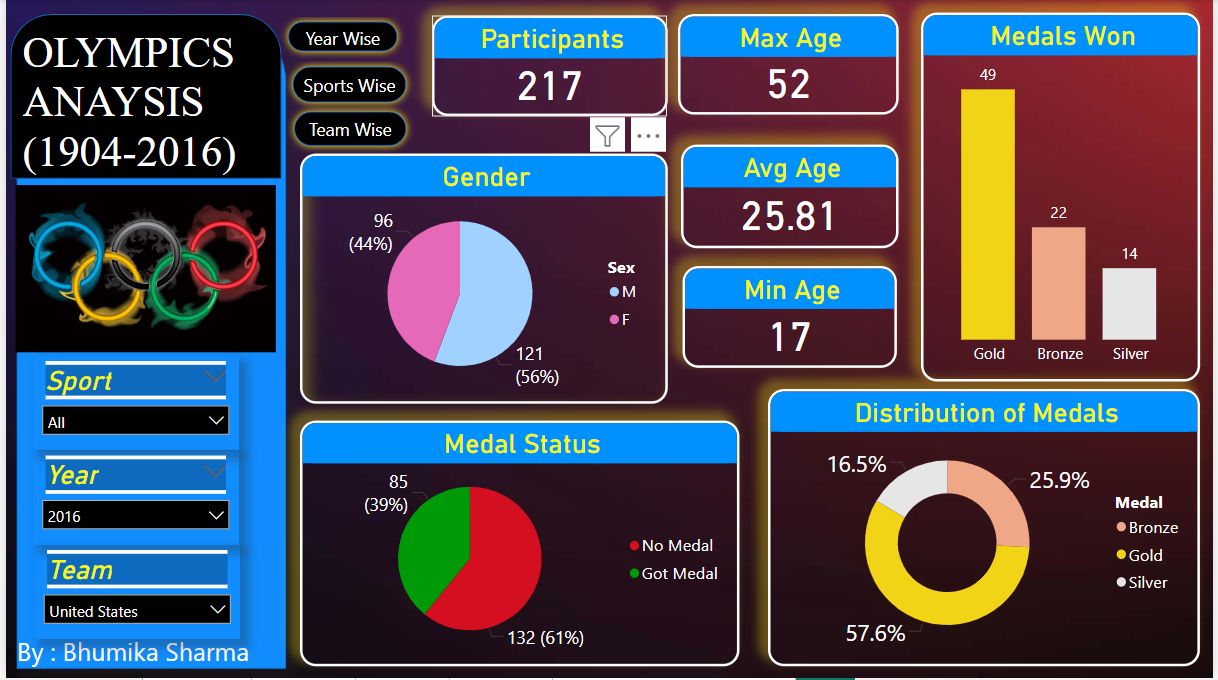 OLYMPICS
ANAYSIS
(1904-2016)
Year Wise
Sports Wise
Team Wise
Participants
217
Max Age
52
Avg Age
25.81
Min Age
17
Medals Won
49
22
14
Gold
Bronze
Silver
Gender
96
(44%)
121
(56%)
Sex
M
F
Sport
All
Year
2016
Team
United States
By : Bhumika Sharma
Medal Status
85
(39%)
132 (61%)
No Medal
Got Medal
Distribution of Medals
16.5%
25.9%
57.6%
Medal
Bronze
Gold
Silver